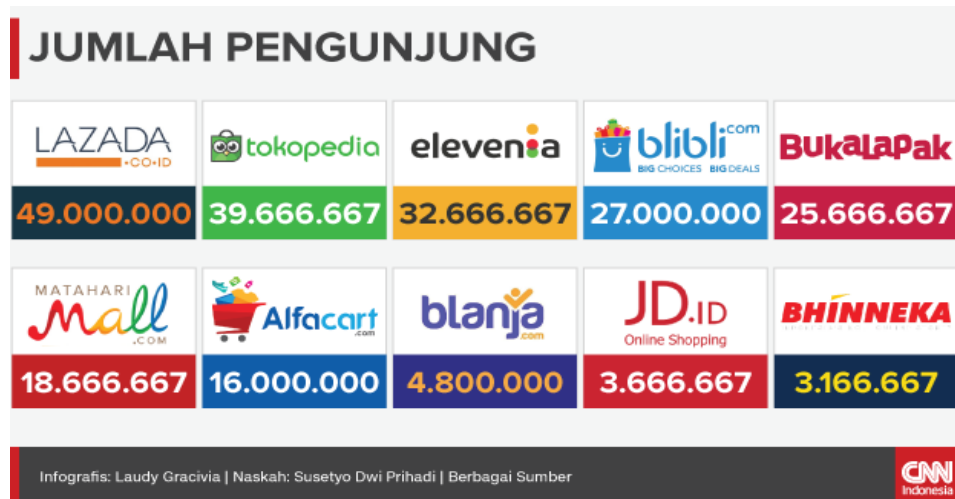 JUMLAH PENGUNJUNG
LAZADA
.CO.ID
49.000.000
tokopedia
39.666.667
elevenia
32.666.667
blibli.com
BIG CHOICES BIG DEALS
27.000.000
BukaLapak
25.666.667
MATAHARI
Mall
.COM
18.666.667
Alfacart
.com
16.000.000
blanja
.com
4.800.000
JD.ID
Online Shopping
3.666.667
BHINNEKA
3.166.667
Infografis: Laudy Gracivia | Naskah: Susetyo Dwi Prihadi | Berbagai Sumber
CNN
Indonesia